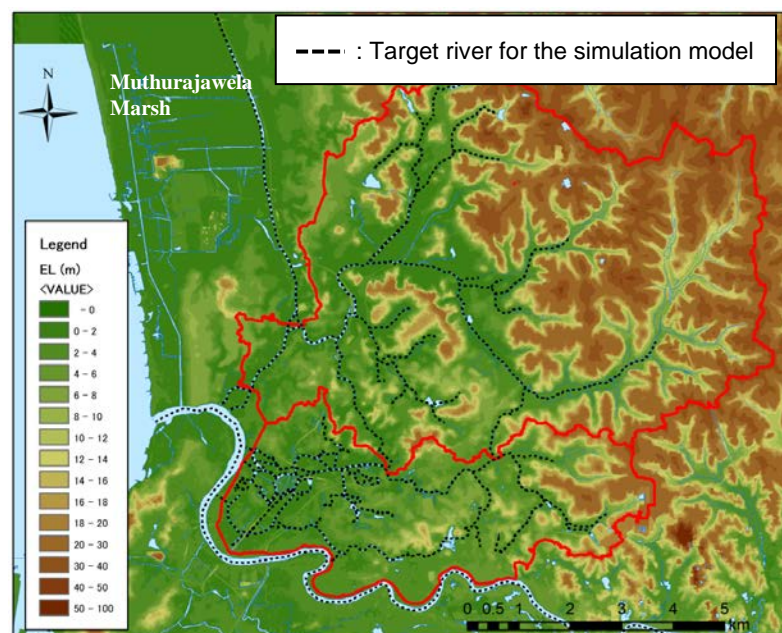 : Target river for the simulation model
N
Muthurajawela
Marsh
Legend
EL (m)
<VALUE>
- 0
0 - 2
2 - 4
4 - 6
6 - 8
8 - 10
10 - 12
12 - 14
14 - 16
16 - 18
18 - 20
20 - 30
30 - 40
40 - 50
50 - 100
0 0.5 1 2 3 4 5
km